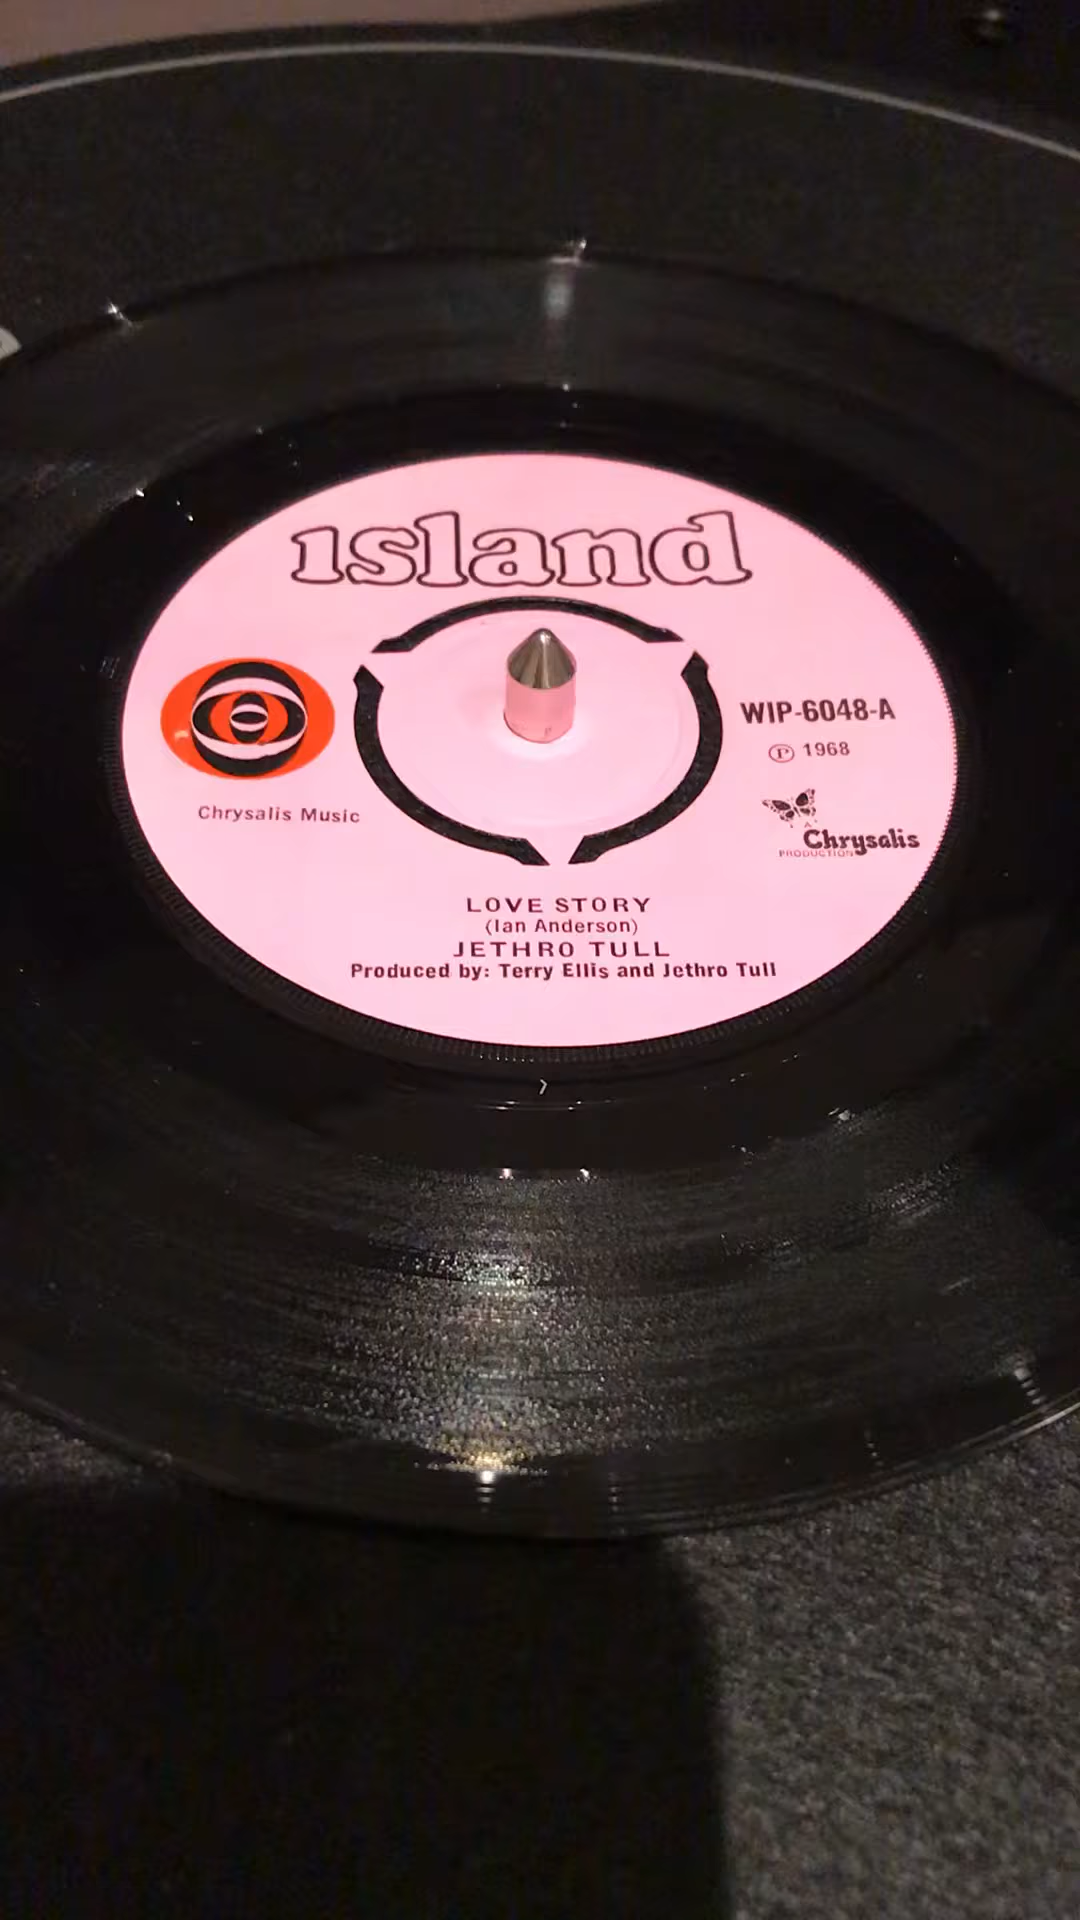 island
WIP-6048-A
Ⓟ 1968
Chrysalis Music
A
Chrysalis
PRODUCTION
LOVE STORY
(Ian Anderson)
JETHRO TULL
Produced by: Terry Ellis and Jethro Tull